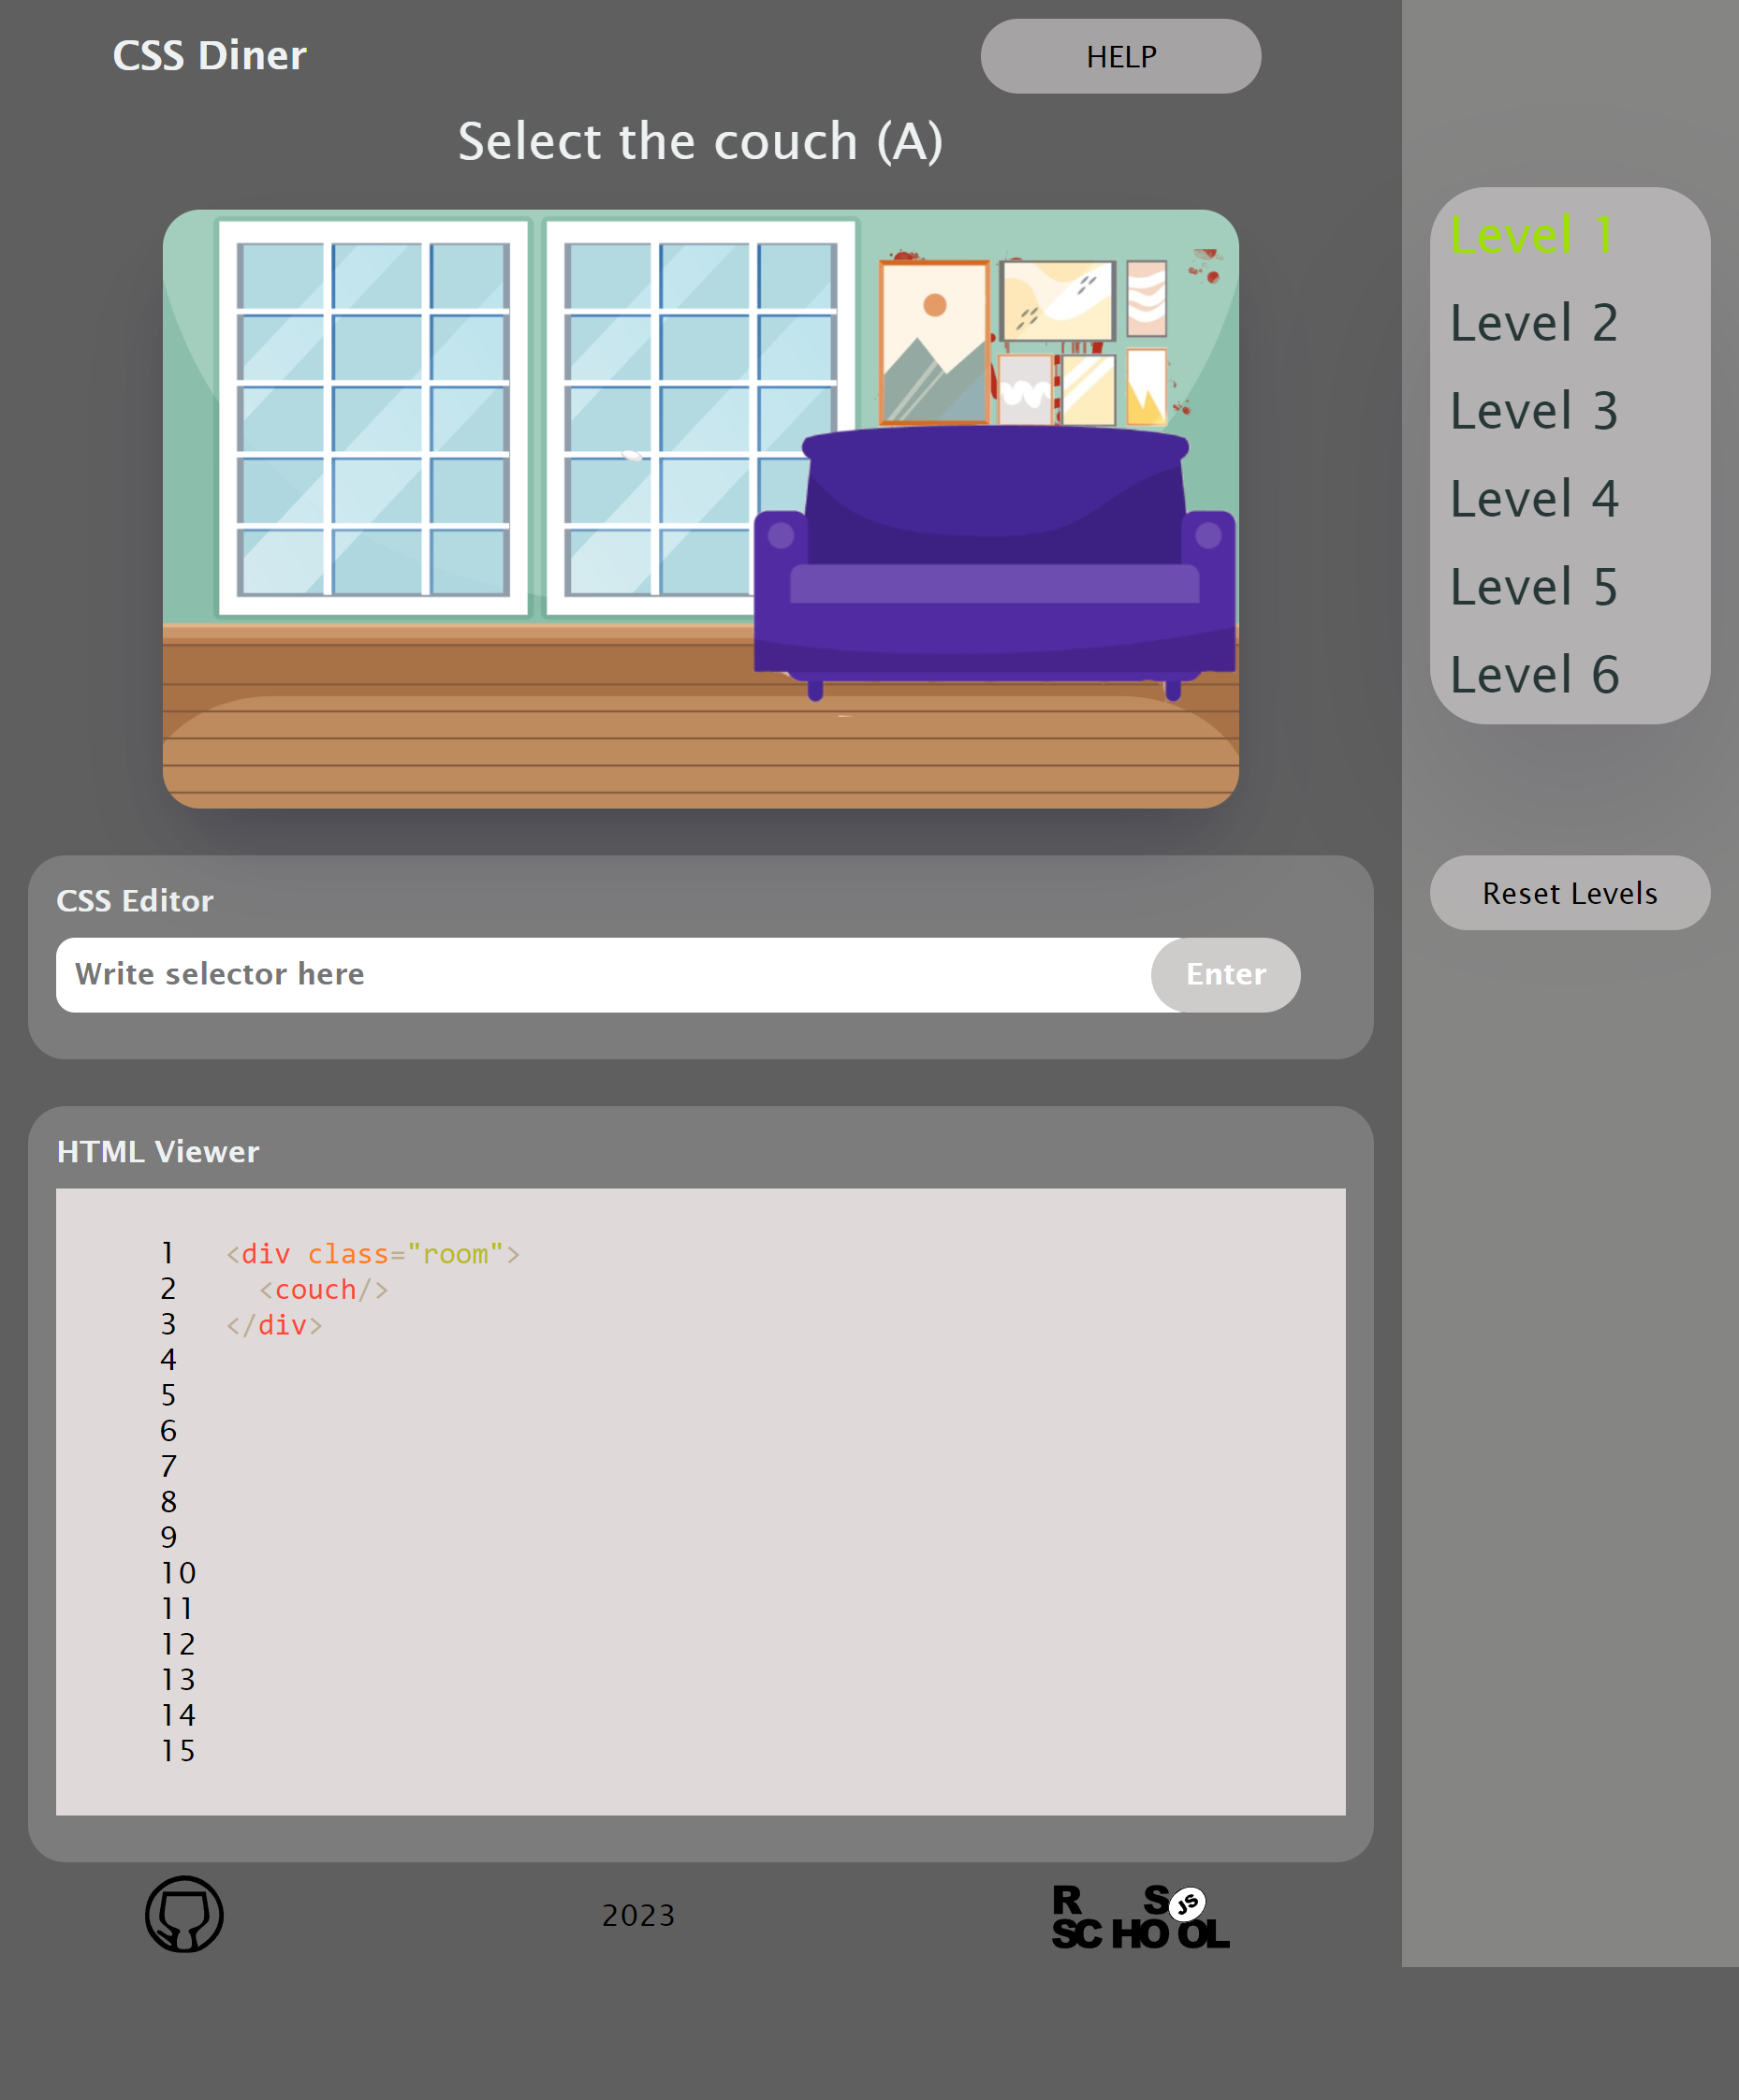 CSS Diner
HELP
Select the couch (A)
Level 1
Level 2
Level 3
Level 4
Level 5
Level 6
Reset Levels
CSS Editor
Write selector here
Enter
HTML Viewer
1 <div class="room">
2 <couch/>
3 </div>
4
5
6
7
8
9
10
11
12
13
14
15
2023
R S JS
SCHOOL